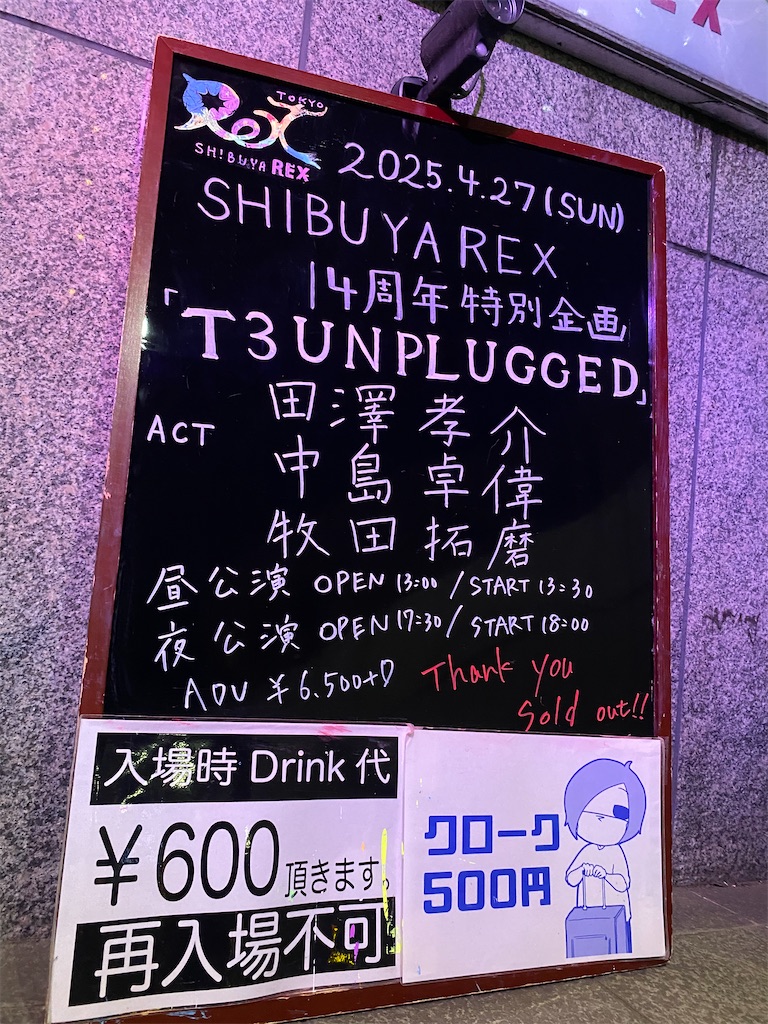 TOKYO
ReX
SHIBUYA REX
2025.4.27(SUN)
SHIBUYA REX
14周年特別企画
「T3UNPLUGGED」
ACT
田澤孝介
中島卓偉
牧田拓磨
昼公演 OPEN 13:00 / START 13:30
夜公演 OPEN 17:30 / START 18:00
ADV ¥6.500+D
Thank you
Sold out!!
入場時 Drink 代
¥600 頂きます。
再入場不可
クローク
500円